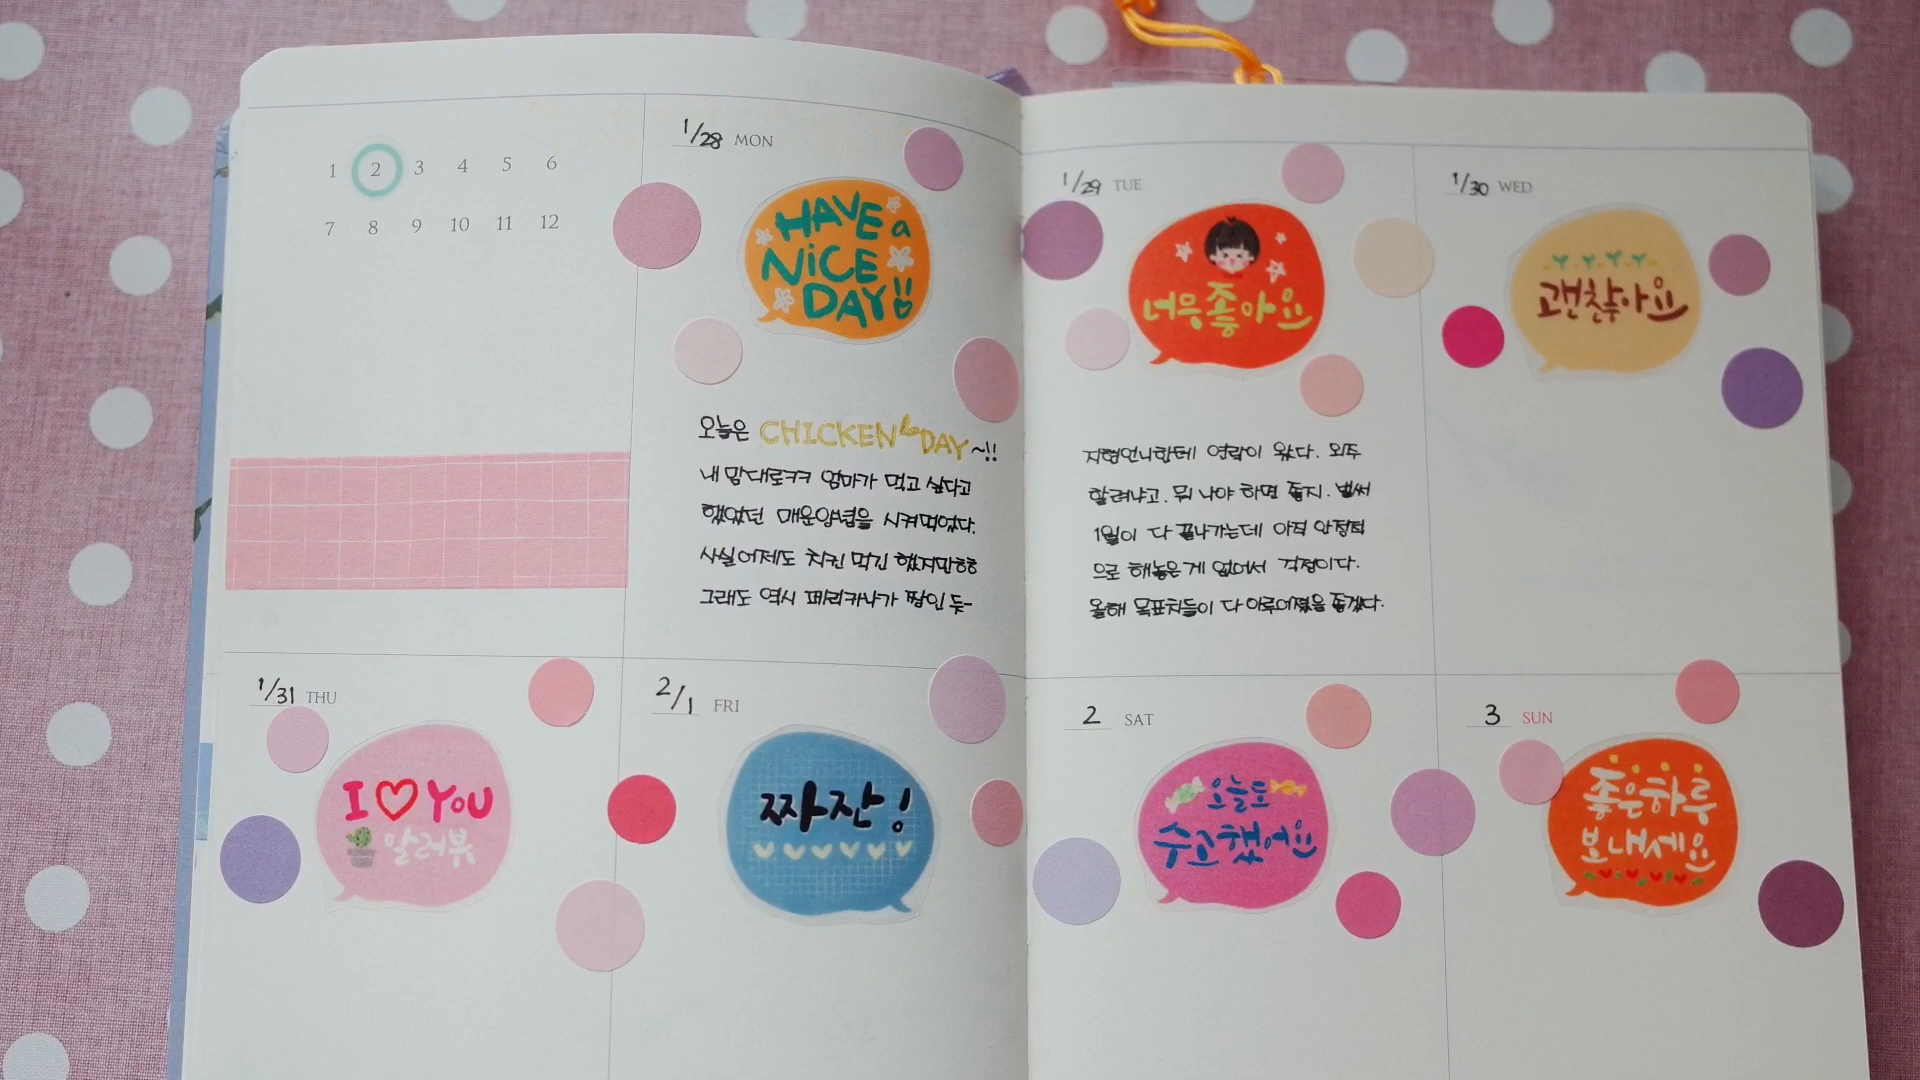 1 2 3 4 5 6
7 8 9 10 11 12
1/28 MON
HAVE a
NiCE
DAY!!
오늘은 CHICKEN DAY~!!
내 맘대로ㅋㅋ 엄마가 먹고 싶다고
했었던 매운양념을 시켜먹었다.
사실 어제도 치킨 먹긴 했지만ㅎㅎ
그래도 역시 페리카나가 짱인 듯-
1/29 TUE
너무좋아요
지형언니한테 연락이 왔다. 외주
할려냐고. 뭐 나야 하면 좋지. 벌써
1월이 다 끝나가는데 아직 안정적
으로 해놓은 게 없어서 걱정이다.
올해 목표치들이 다 이루어졌음 좋겠다.
1/30 WED
괜찮아요
1/31 THU
I♡YOU
알러뷰
2/1 FRI
짜잔!
2 SAT
오늘도
수고했어요
3 SUN
좋은하루
보내세요